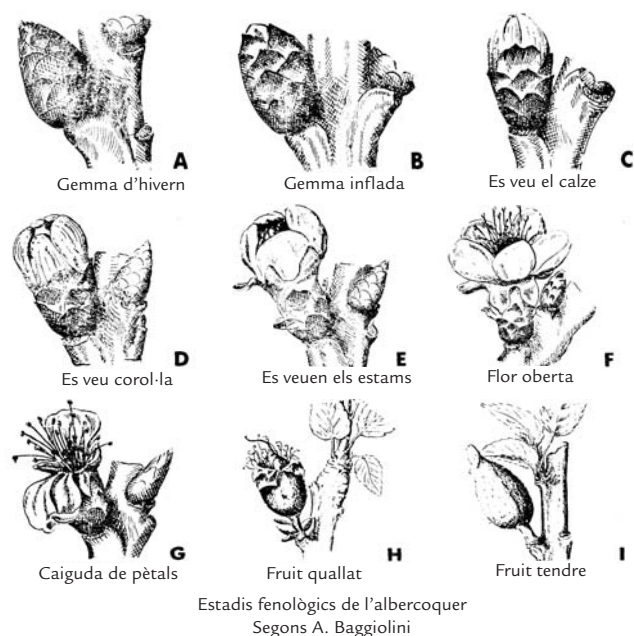 A B C
Gemma d'hivern Gemma inflada Es veu el calze
D E F
Es veu corol·la Es veuen els estams Flor oberta
G H I
Caiguda de pètals Fruit quallat Fruit tendre
Estadis fenològics de l'albercoquer
Segons A. Baggiolini